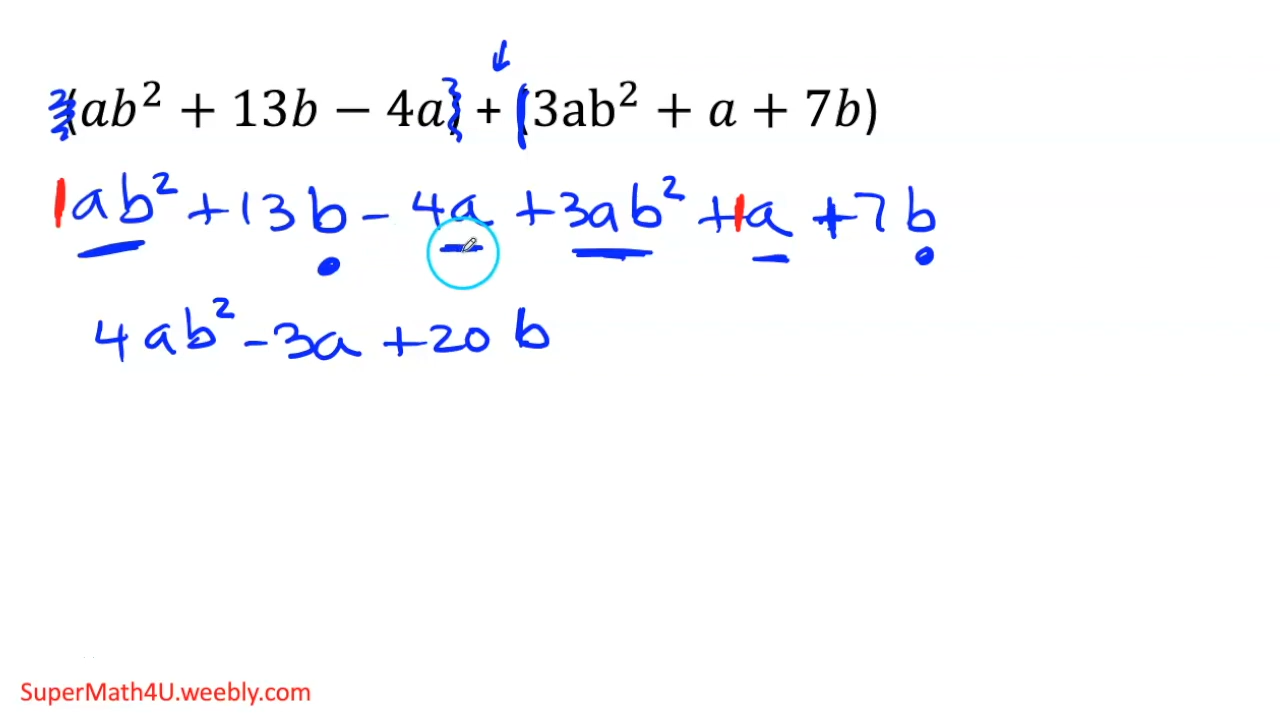 (ab² + 13b − 4a) + (3ab² + a + 7b)
1ab² + 13b − 4a + 3ab² + 1a + 7b
4ab² − 3a + 20b
SuperMath4U.weebly.com